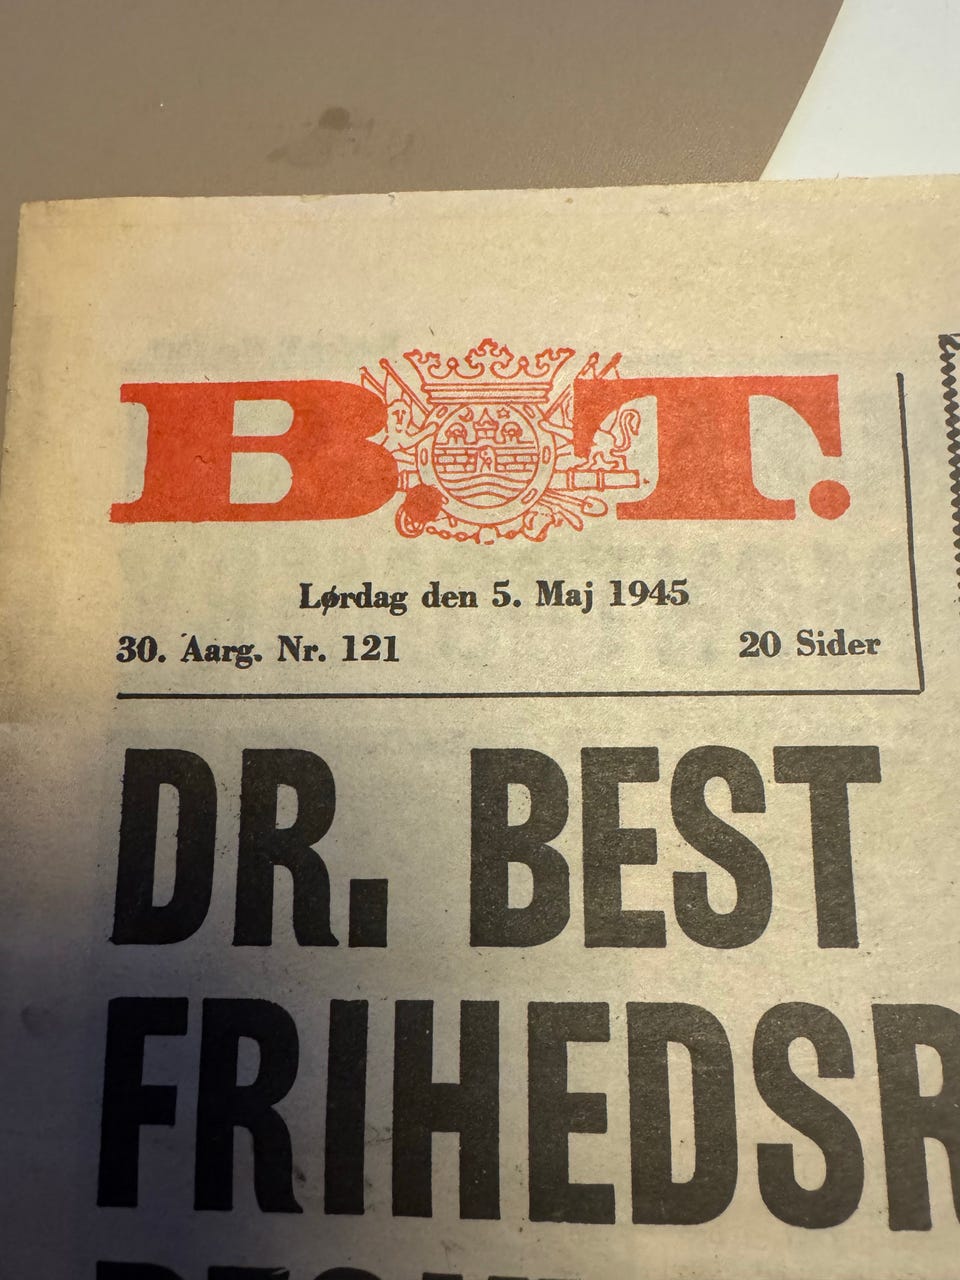 B.T.
Lørdag den 5. Maj 1945
30. Aarg. Nr. 121
20 Sider
DR. BEST
FRIHEDSR